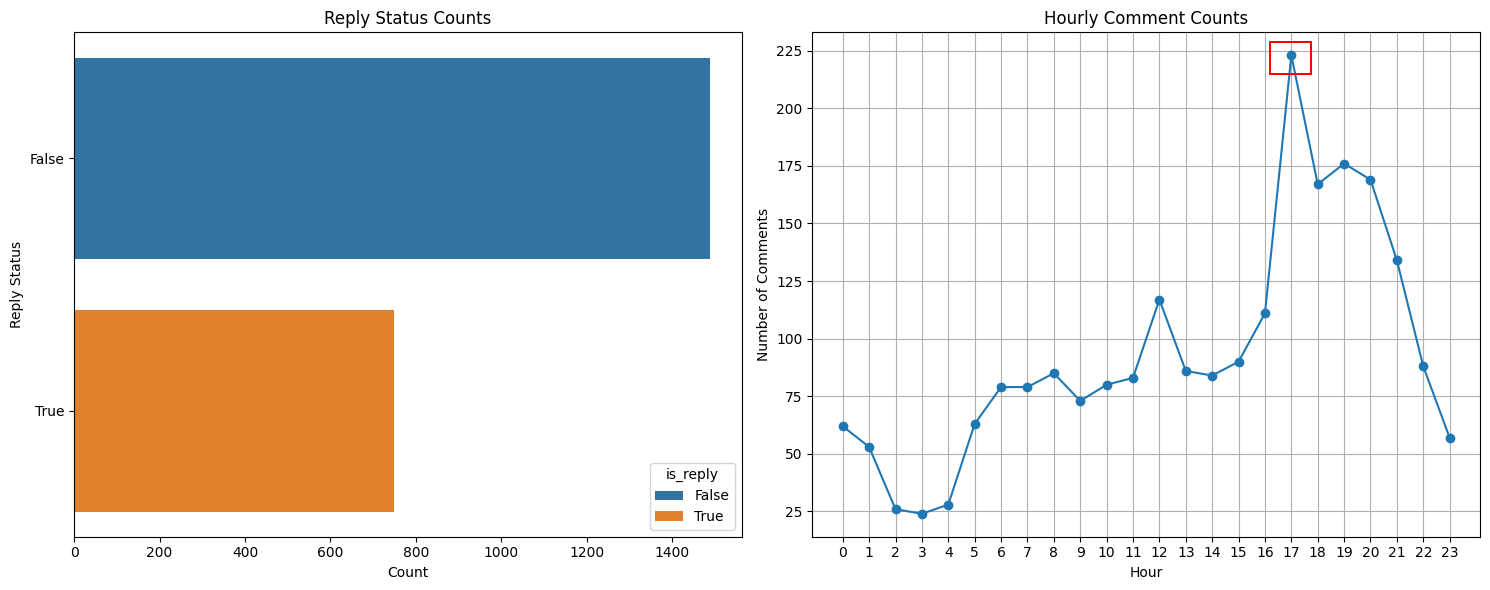 Reply Status Counts
Reply Status
False
True
is_reply
False
True
0 200 400 600 800 1000 1200 1400
Count
Hourly Comment Counts
Number of Comments
225
200
175
150
125
100
75
50
25
0 1 2 3 4 5 6 7 8 9 10 11 12 13 14 15 16 17 18 19 20 21 22 23
Hour